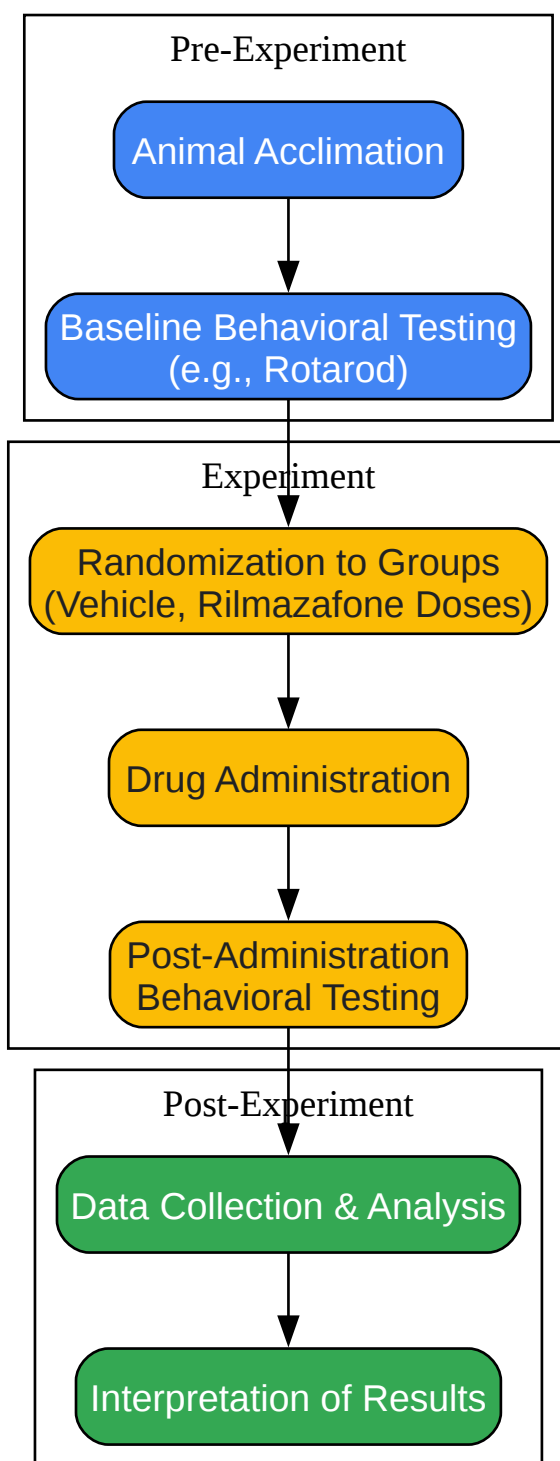 Pre-Experiment
Animal Acclimation
Baseline Behavioral Testing
(e.g., Rotarod)
Experiment
Randomization to Groups
(Vehicle, Rilmazafone Doses)
Drug Administration
Post-Administration
Behavioral Testing
Post-Experiment
Data Collection & Analysis
Interpretation of Results